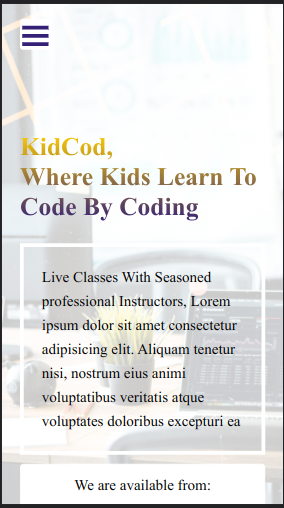 KidCod,
Where Kids Learn To
Code By Coding
Live Classes With Seasoned
professional Instructors, Lorem
ipsum dolor sit amet consectetur
adipisicing elit. Aliquam tenetur
nisi, nostrum eius animi
voluptatibus veritatis atque
voluptates doloribus excepturi ea
We are available from: